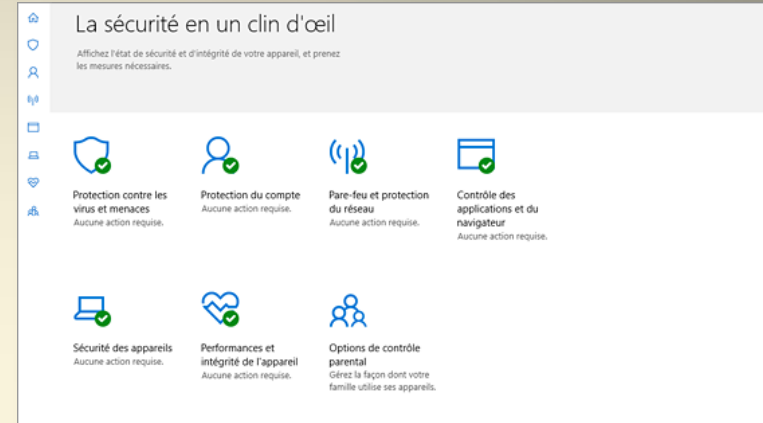 La sécurité en un clin d'œil
Affichez l'état de sécurité et d'intégrité de votre appareil, et prenez
les mesures nécessaires.
Protection contre les
virus et menaces
Aucune action requise.
Protection du compte
Aucune action requise.
Pare-feu et protection
du réseau
Aucune action requise.
Contrôle des
applications et du
navigateur
Aucune action requise.
Sécurité des appareils
Aucune action requise.
Performances et
intégrité de l'appareil
Aucune action requise.
Options de contrôle
parental
Gérez la façon dont votre
famille utilise ses appareils.